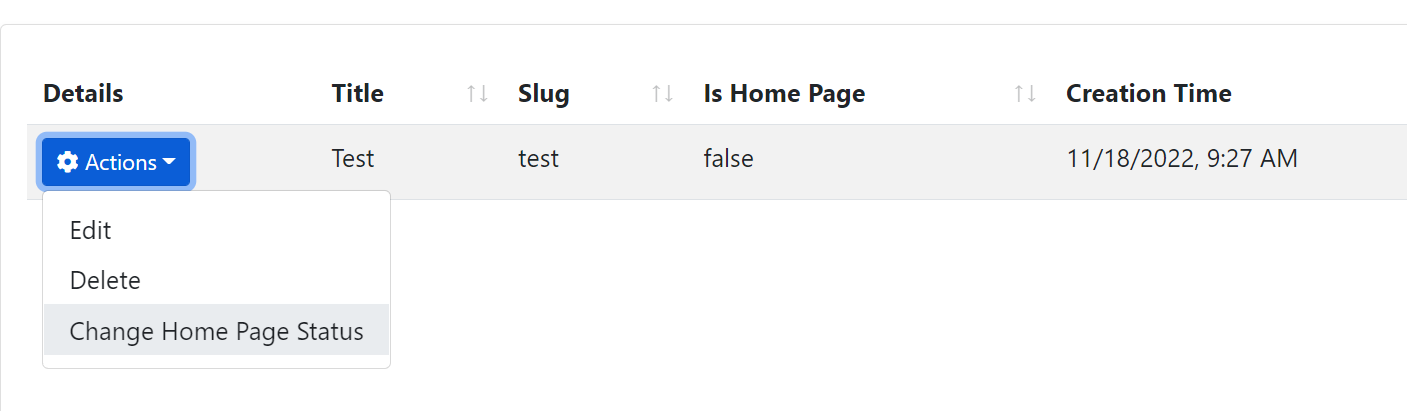 Details Title Slug Is Home Page Creation Time
Actions Test test false 11/18/2022, 9:27 AM
Edit
Delete
Change Home Page Status